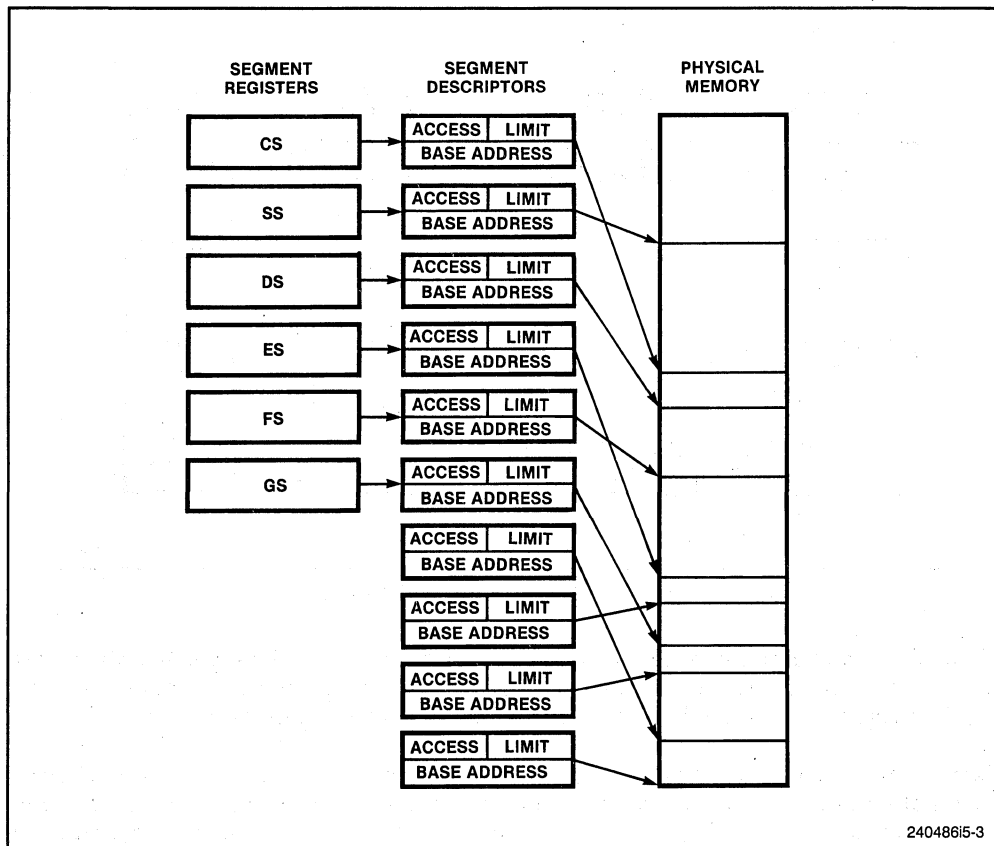 SEGMENT REGISTERS
SEGMENT DESCRIPTORS
PHYSICAL MEMORY
CS
ACCESS LIMIT
BASE ADDRESS
SS
ACCESS LIMIT
BASE ADDRESS
DS
ACCESS LIMIT
BASE ADDRESS
ES
ACCESS LIMIT
BASE ADDRESS
FS
ACCESS LIMIT
BASE ADDRESS
GS
ACCESS LIMIT
BASE ADDRESS
ACCESS LIMIT
BASE ADDRESS
ACCESS LIMIT
BASE ADDRESS
ACCESS LIMIT
BASE ADDRESS
ACCESS LIMIT
BASE ADDRESS
240486i5-3